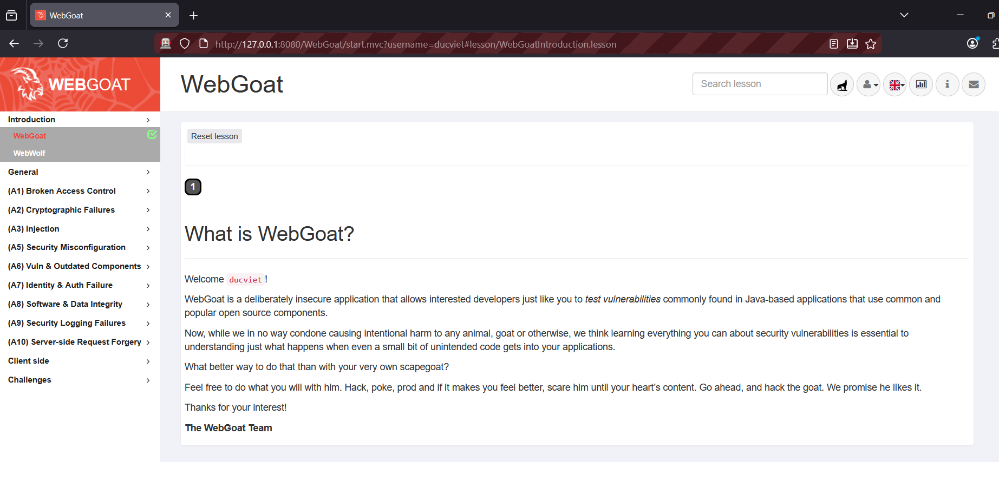 WebGoat
http://127.0.0.1:8080/WebGoat/start.mvc?username=ducviet#lesson/WebGoatIntroduction.lesson
WEBGOAT
WebGoat
Search lesson
Introduction
WebGoat
WebWolf
General
(A1) Broken Access Control
(A2) Cryptographic Failures
(A3) Injection
(A5) Security Misconfiguration
(A6) Vuln & Outdated Components
(A7) Identity & Auth Failure
(A8) Software & Data Integrity
(A9) Security Logging Failures
(A10) Server-side Request Forgery
Client side
Challenges
Reset lesson
1
What is WebGoat?
Welcome ducviet!
WebGoat is a deliberately insecure application that allows interested developers just like you to test vulnerabilities commonly found in Java-based applications that use common and
popular open source components.
Now, while we in no way condone causing intentional harm to any animal, goat or otherwise, we think learning everything you can about security vulnerabilities is essential to
understanding just what happens when even a small bit of unintended code gets into your applications.
What better way to do that than with your very own scapegoat?
Feel free to do what you will with him. Hack, poke, prod and if it makes you feel better, scare him until your heart's content. Go ahead, and hack the goat. We promise he likes it.
Thanks for your interest!
The WebGoat Team